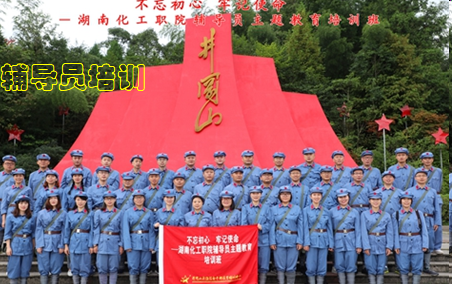 不忘初心 牢记使命
—湖南化工职院辅导员主题教育培训班
井冈山
辅导员培训
不忘初心 牢记使命
—湖南化工职院辅导员主题教育
培训班